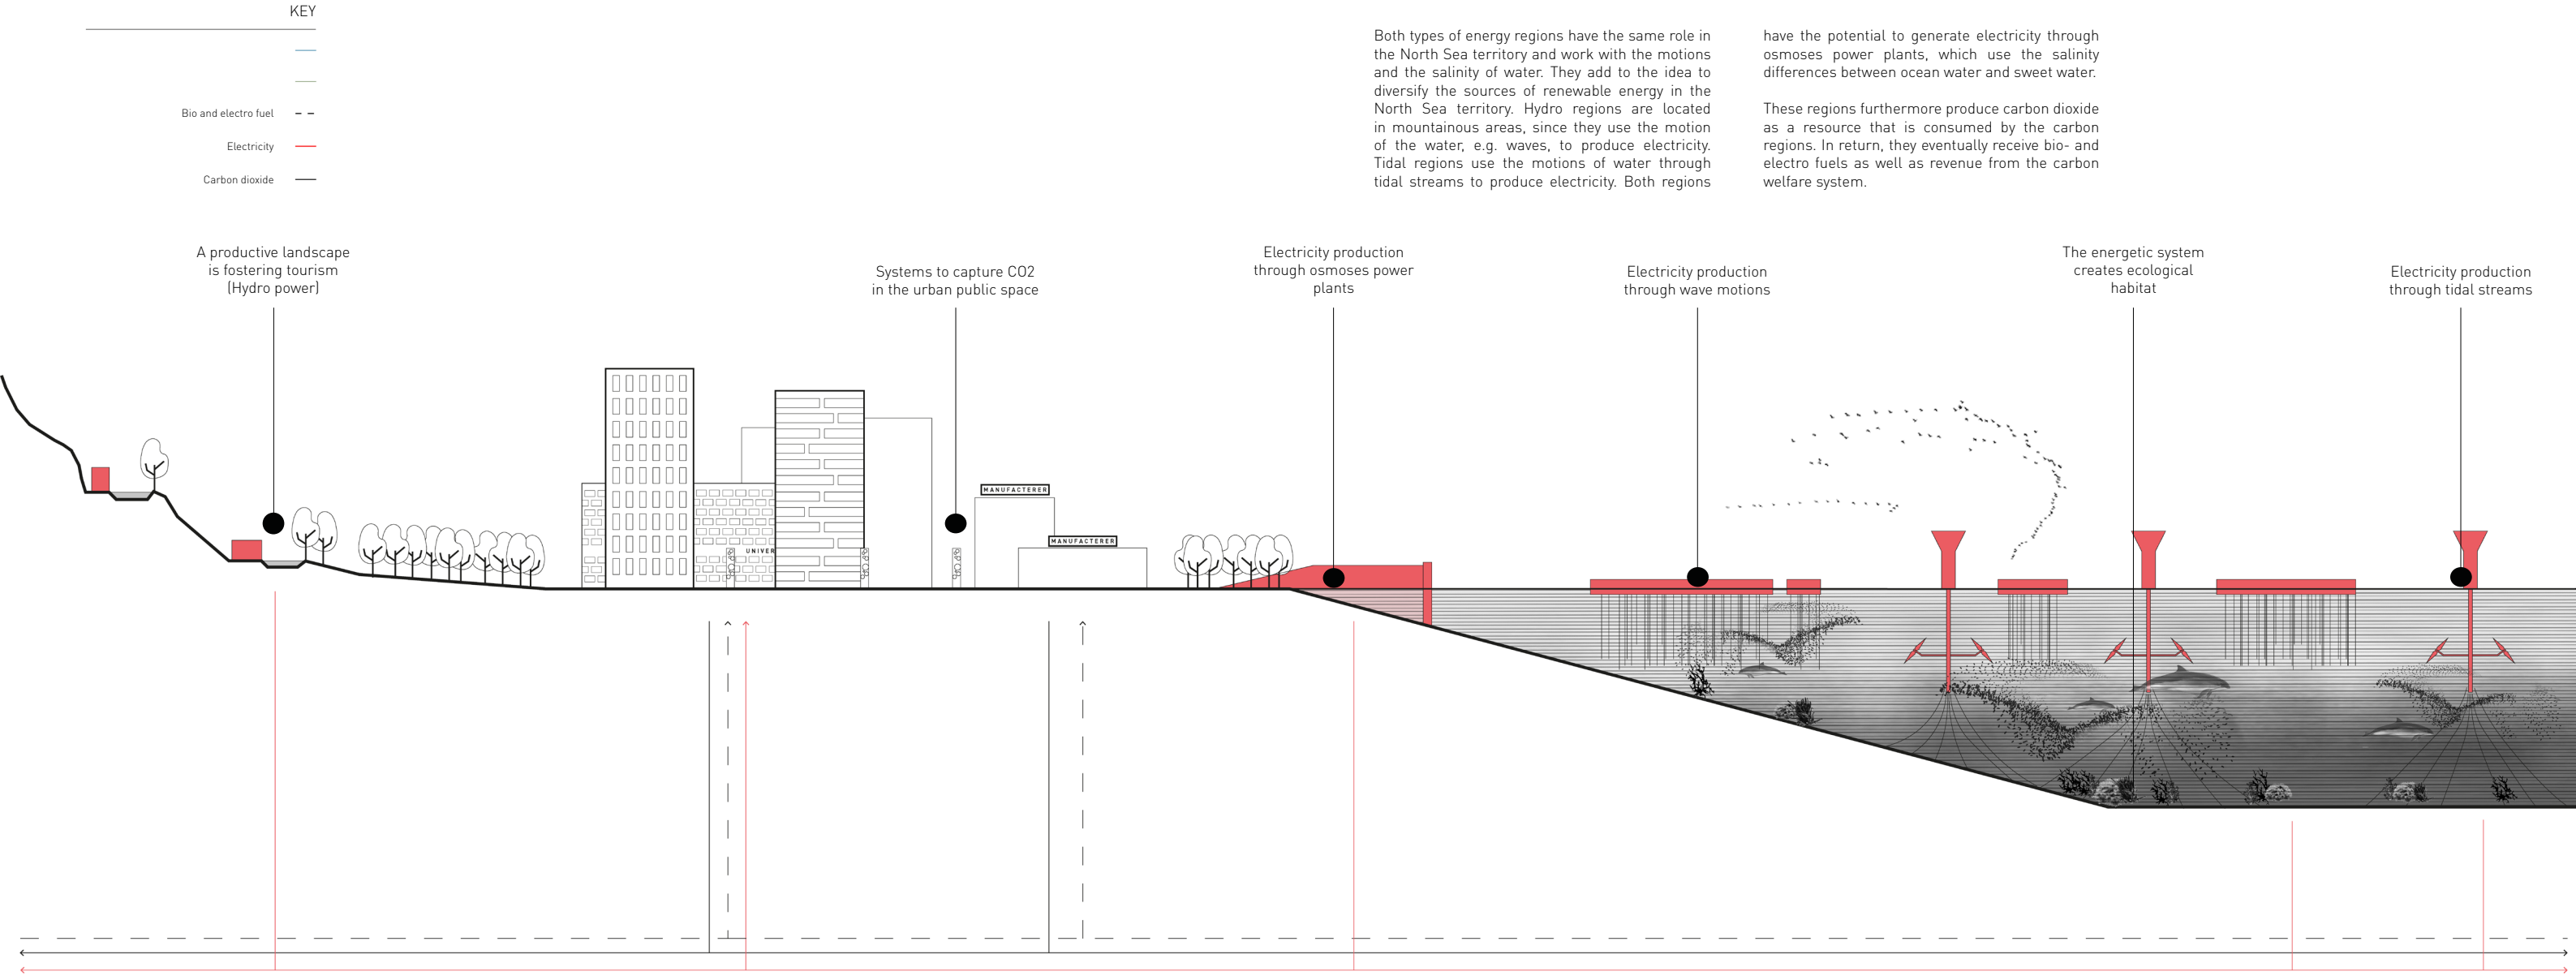 KEY
Bio and electro fuel
Electricity
Carbon dioxide
Both types of energy regions have the same role in
the North Sea territory and work with the motions
and the salinity of water. They add to the idea to
diversify the sources of renewable energy in the
North Sea territory. Hydro regions are located
in mountainous areas, since they use the motion
of the water, e.g. waves, to produce electricity.
Tidal regions use the motions of water through
tidal streams to produce electricity. Both regions
have the potential to generate electricity through
osmoses power plants, which use the salinity
differences between ocean water and sweet water.
These regions furthermore produce carbon dioxide
as a resource that is consumed by the carbon
regions. In return, they eventually receive bio- and
electro fuels as well as revenue from the carbon
welfare system.
A productive landscape
is fostering tourism
(Hydro power)
Systems to capture CO2
in the urban public space
Electricity production
through osmoses power
plants
Electricity production
through wave motions
The energetic system
creates ecological
habitat
Electricity production
through tidal streams
MANUFACTERER
MANUFACTERER
UNIVER